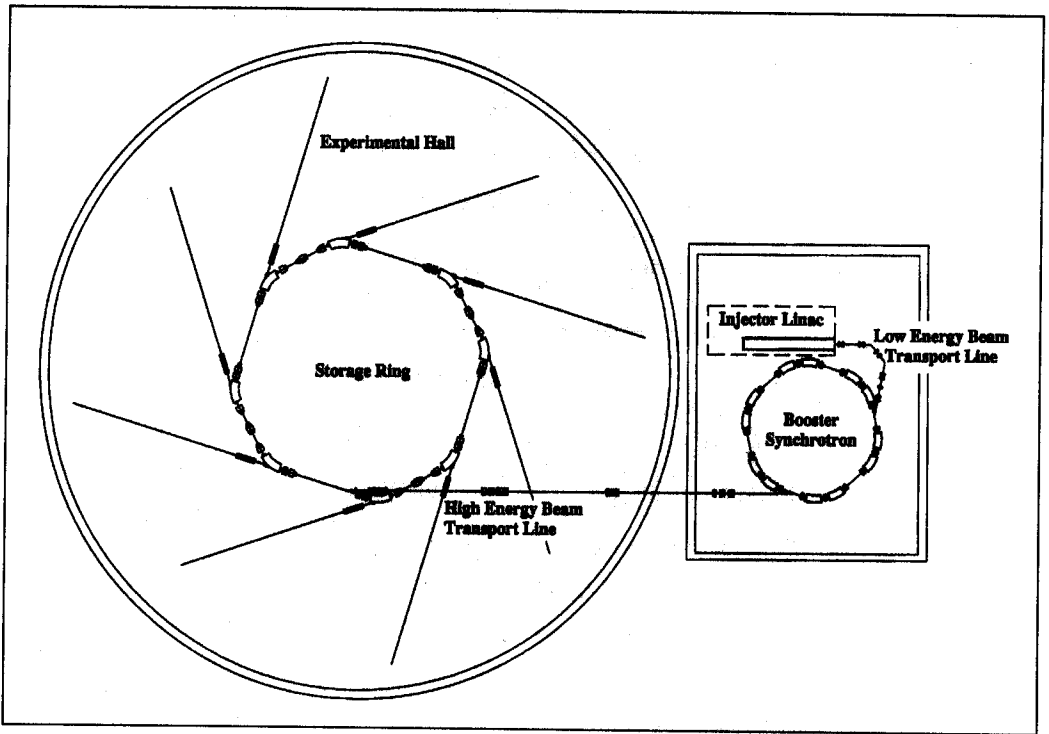 Experimental Hall
Storage Ring
High Energy Beam
Transport Line
Injector Linac
Low Energy Beam
Transport Line
Booster
Synchrotron